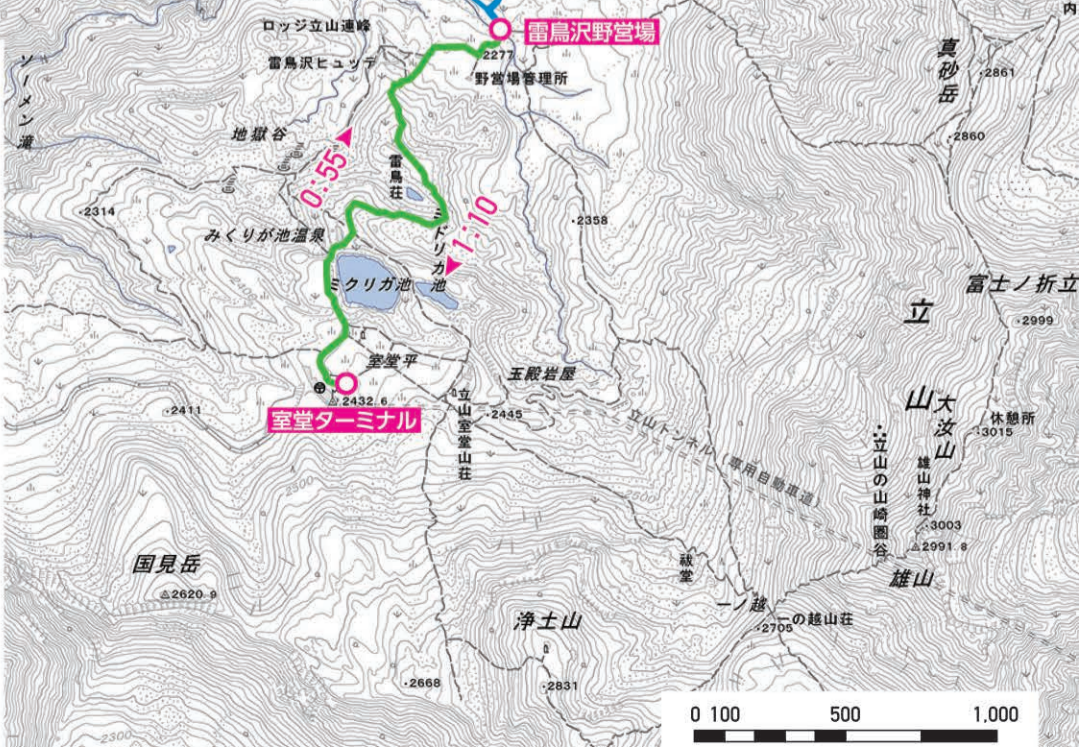 内
ロッジ立山連峰
雷鳥沢野営場
2277
雷鳥沢ヒュッテ
野営場管理所
真砂岳
2861
ソーメン滝
2860
地獄谷
0:55
雷鳥荘
2314
みくりが池温泉
ミドリガ池
1:10
2358
ミクリガ池
2400
富士ノ折立
2999
立山
室堂平
玉殿岩屋
2432.6
室堂ターミナル
2411
立山室堂山荘
2445
立山トンネル(専用自動車道)
大汝山
休憩所
3015
立山の山崎圏谷
雄山神社
3003
2991.8
雄山
2300
2500
国見岳
2620.9
祓堂
浄土山
一ノ越
一の越山荘
2705
2668
2831
2300
0 100 500 1,000